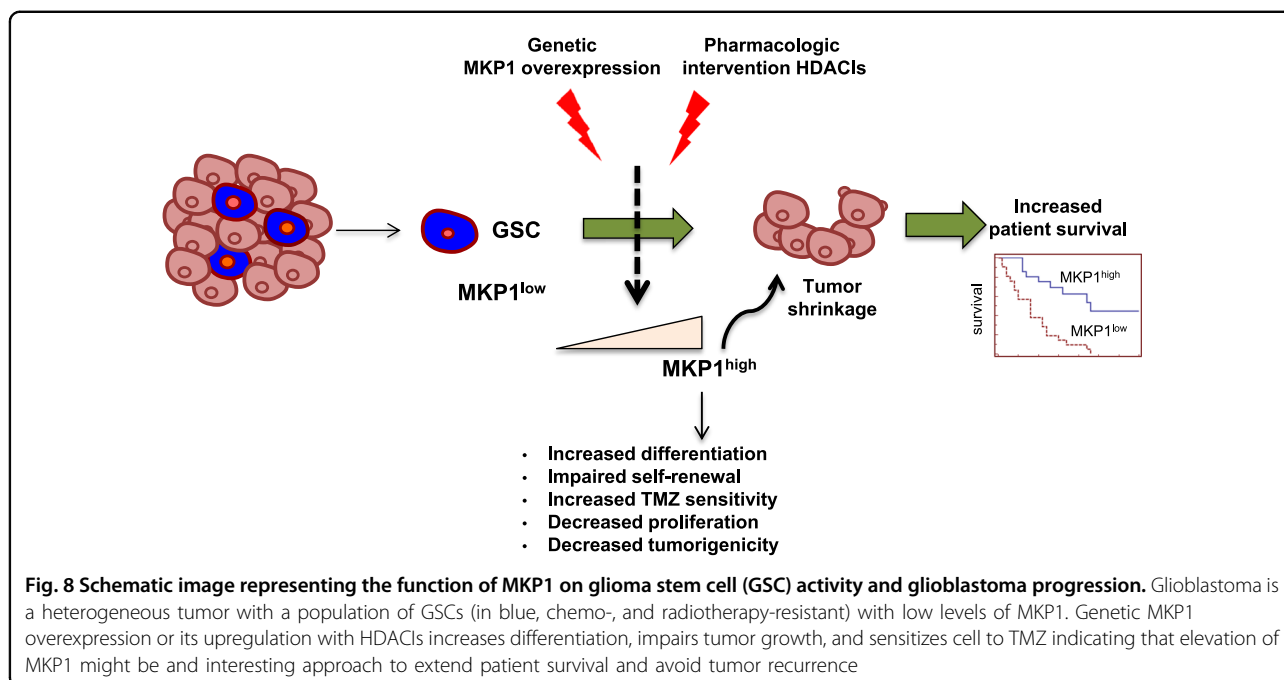 Genetic
MKP1 overexpression
Pharmacologic
intervention HDACIs
GSC
MKP1low
MKP1high
Tumor
shrinkage
Increased
patient survival
survival
MKP1high
MKP1low
• Increased differentiation
• Impaired self-renewal
• Increased TMZ sensitivity
• Decreased proliferation
• Decreased tumorigenicity
Fig. 8 Schematic image representing the function of MKP1 on glioma stem cell (GSC) activity and glioblastoma progression. Glioblastoma is
a heterogeneous tumor with a population of GSCs (in blue, chemo-, and radiotherapy-resistant) with low levels of MKP1. Genetic MKP1
overexpression or its upregulation with HDACIs increases differentiation, impairs tumor growth, and sensitizes cell to TMZ indicating that elevation of
MKP1 might be and interesting approach to extend patient survival and avoid tumor recurrence